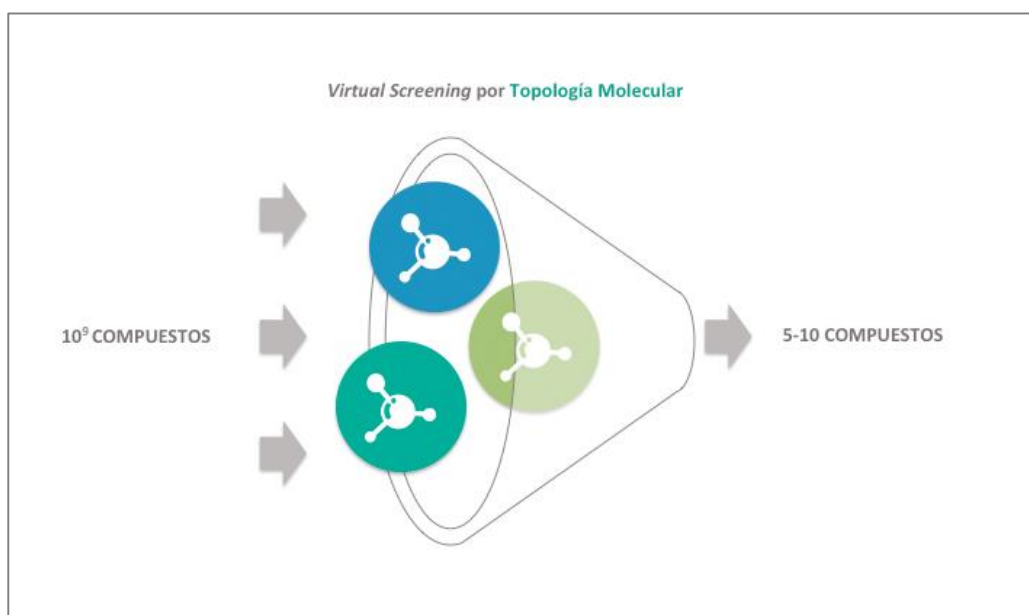 Virtual Screening por Topología Molecular
10⁹ COMPUESTOS
5-10 COMPUESTOS